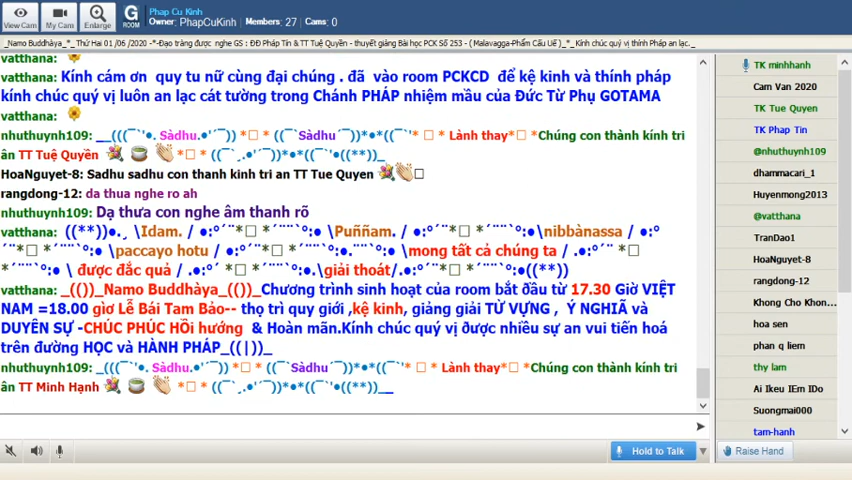 Phap Cu Kinh
Owner: PhapCuKinh | Members: 27 | Cams: 0
View Cam
My Cam
Enlarge
G ROOM
_Namo Buddhàya_*_ Thứ Hai 01 /06 /2020 -*-Đạo tràng được nghe GS : ĐĐ Pháp Tín & TT Tuệ Quyền - thuyết giảng Bài học PCK Số 253 - ( Malavagga-Phẩm Cấu Uế )_*_ Kính chúc quý vị thính Pháp an lạc._
vatthana:
vatthana: Kính cám ơn quy tu nữ cùng đại chúng . đã vào room PCKCD để kệ kinh và thính pháp
kính chúc quý vị luôn an lạc cát tường trong Chánh PHÁP nhiệm mầu của Đức Từ Phụ GOTAMA
vatthana:
nhuthuynh109: _ _(((¯`'•. Sàdhu.•'´¯)) *□ * ((¯`Sàdhu´¯))*•*((¯`'* □ * Lành thay*□ *Chúng con thành kính tri
ân TT Tuệ Quyền *□ * ((¯`¸.•'´¯))*•*((¯`'•((**))_
HoaNguyet-8: Sadhu sadhu con thanh kinh tri an TT Tue Quyen □
rangdong-12: da thua nghe ro ah
nhuthuynh109: Dạ thưa con nghe âm thanh rõ
vatthana: ((**))•.¸ \Idam. / •:°´¨*□ *´¨¨`°:• \Puññam. / •:°´¨*□ *´¨¨`°:•\nibbànassa / •:°
´¨*□ *´¨¨`°:• \paccayo hotu / •:°´¨*□ *´¨¨`°:•.¨`°:•\mong tất cả chúng ta / .•:°´¨ *□
*´¨¨`°:• \ được đắc quả / .•:°´ *□ *´¨¨`°:•.\giải thoát/.•:°´¨*□ *´¨¨`°:•((**))
vatthana: _(())_Namo Buddhàya_(())_Chương trình sinh hoạt của room bắt đầu từ 17.30 Giờ VIỆT
NAM =18.00 giờ Lễ Bái Tam Bảo-- thọ trì quy giới ,kệ kinh, giảng giải TỪ VỰNG , Ý NGHIÃ và
DUYÊN SỰ -CHÚC PHÚC HỒi hướng & Hoàn mãn.Kính chúc quý vị được nhiều sự an vui tiến hoá
trên đường HỌC và HÀNH PHÁP_((|))_
nhuthuynh109: _(((¯`'•. Sàdhu.•'´¯)) *□ * ((¯`Sàdhu´¯))*•*((¯`'* □ * Lành thay*□ *Chúng con thành kính tri
ân TT Minh Hạnh *□ * ((¯`¸.•'´¯))*•*((¯`'•((**))_ _
TK minhhanh
Cam Van 2020
TK Tue Quyen
TK Phap Tin
@nhuthuynh109
dhammacari_1
Huyenmong2013
@vatthana
TranDao1
HoaNguyet-8
rangdong-12
Khong Cho Khon...
hoa sen
phan q liem
thy lam
Ai Ikeu IEm IDo
Suongmai000
tam-hanh
Hold to Talk
Raise Hand